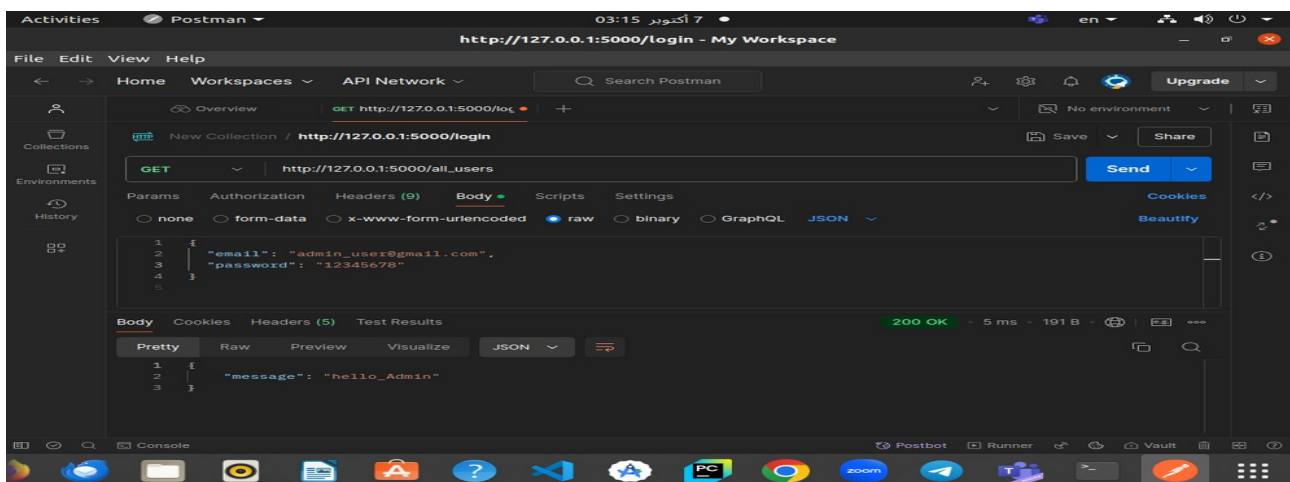 Activities Postman 7 أكتوبر 03:15 en
http://127.0.0.1:5000/login - My Workspace
File Edit View Help
Home Workspaces API Network Search Postman Upgrade
Overview GET http://127.0.0.1:5000/log + No environment
Collections
New Collection / http://127.0.0.1:5000/login Save Share
Environments
GET http://127.0.0.1:5000/all_users Send
History
Params Authorization Headers (9) Body Scripts Settings Cookies
none form-data x-www-form-urlencoded raw binary GraphQL JSON Beautify
1 {
2 "email": "admin_user@gmail.com",
3 "password": "12345678"
4 }
5
Body Cookies Headers (5) Test Results 200 OK 5 ms 191 B
Pretty Raw Preview Visualize JSON
1 {
2 "message": "hello_Admin"
3 }
Console Postbot Runner Vault
PC zoom T